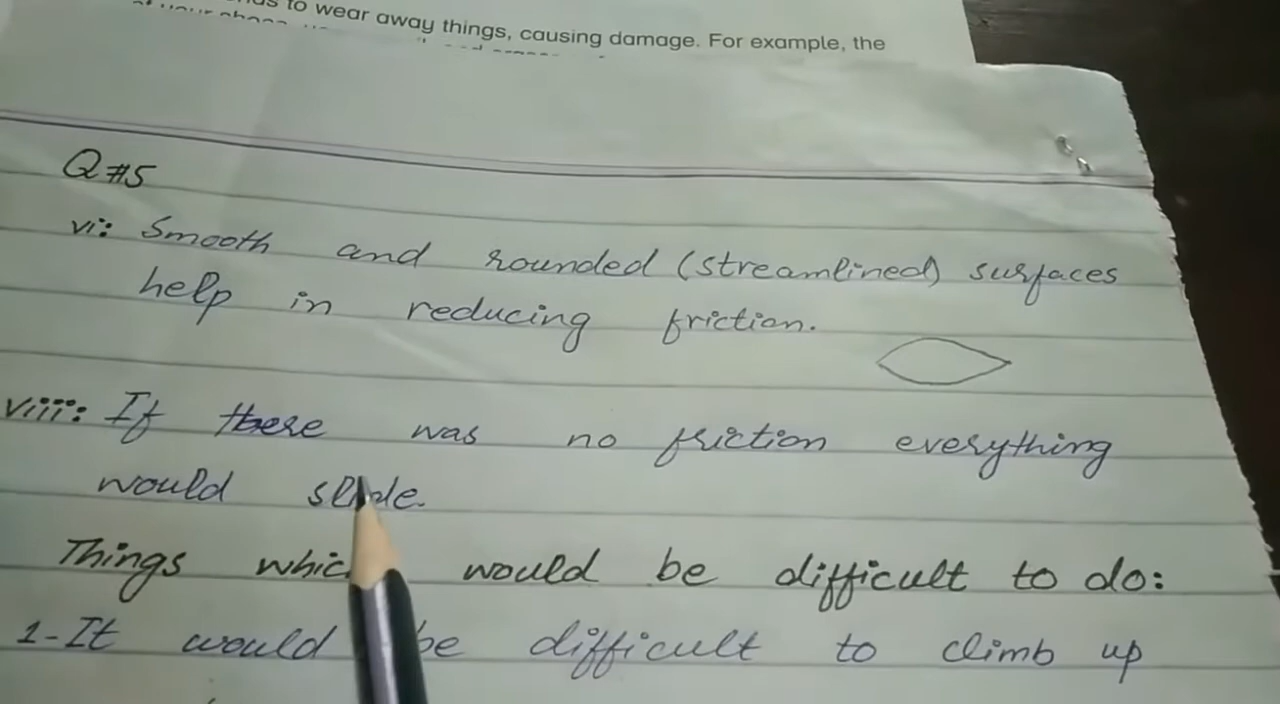 to wear away things, causing damage. For example, the
Q#5
vi: Smooth and rounded (streamlined) surfaces
help in reducing friction.
viii: If there was no friction everything
would slide.
Things which would be difficult to do:
1-It would be difficult to climb up